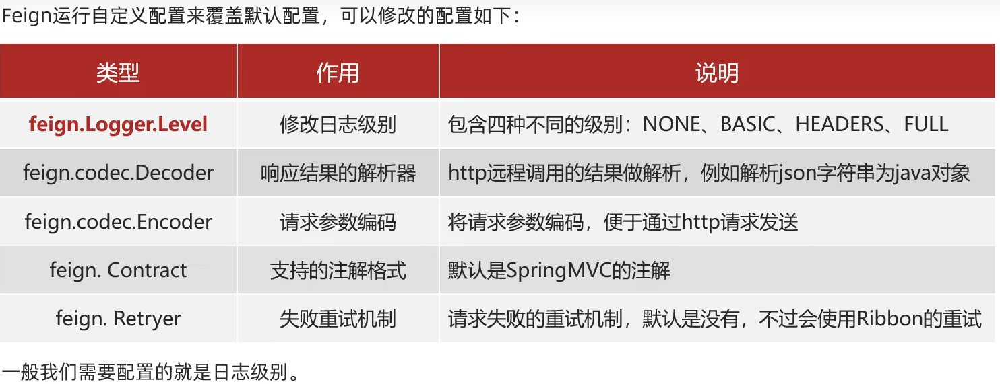 Feign运行自定义配置来覆盖默认配置，可以修改的配置如下：
类型 作用 说明
feign.Logger.Level 修改日志级别 包含四种不同的级别：NONE、BASIC、HEADERS、FULL
feign.codec.Decoder 响应结果的解析器 http远程调用的结果做解析，例如解析json字符串为java对象
feign.codec.Encoder 请求参数编码 将请求参数编码，便于通过http请求发送
feign. Contract 支持的注解格式 默认是SpringMVC的注解
feign. Retryer 失败重试机制 请求失败的重试机制，默认是没有，不过会使用Ribbon的重试
一般我们需要配置的就是日志级别。